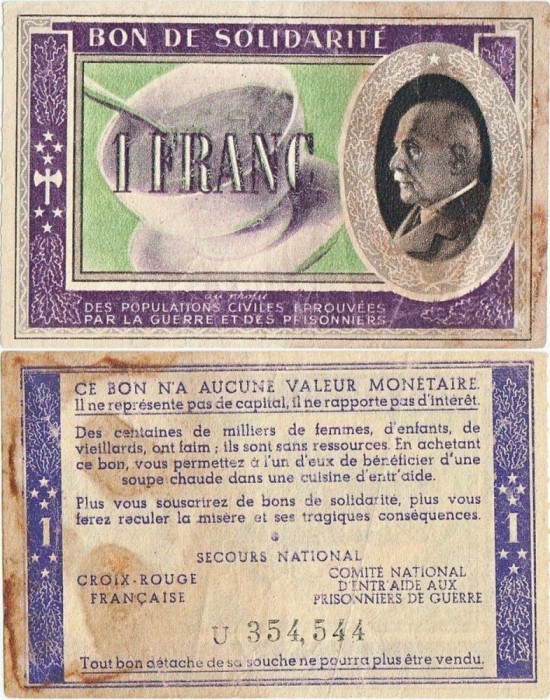 BON DE SOLIDARITÉ
1 FRANC
au profit
DES POPULATIONS CIVILES ÉPROUVÉES
PAR LA GUERRE ET DES PRISONNIERS
CE BON N'A AUCUNE VALEUR MONÉTAIRE.
Il ne représente pas de capital, il ne rapporte pas d'intérêt.
Des centaines de milliers de femmes, d'enfants, de
vieillards, ont faim ; ils sont sans ressources. En achetant
ce bon, vous permettez à l'un d'eux de bénéficier d'une
soupe chaude dans une cuisine d'entr'aide.
Plus vous souscrirez de bons de solidarité, plus vous
ferez reculer la misère et ses tragiques conséquences.
1 1
SECOURS NATIONAL
CROIX-ROUGE
FRANÇAISE
COMITÉ NATIONAL
D'ENTR'AIDE AUX
PRISONNIERS DE GUERRE
U 354,544
Tout bon détaché de sa souche ne pourra plus être vendu.